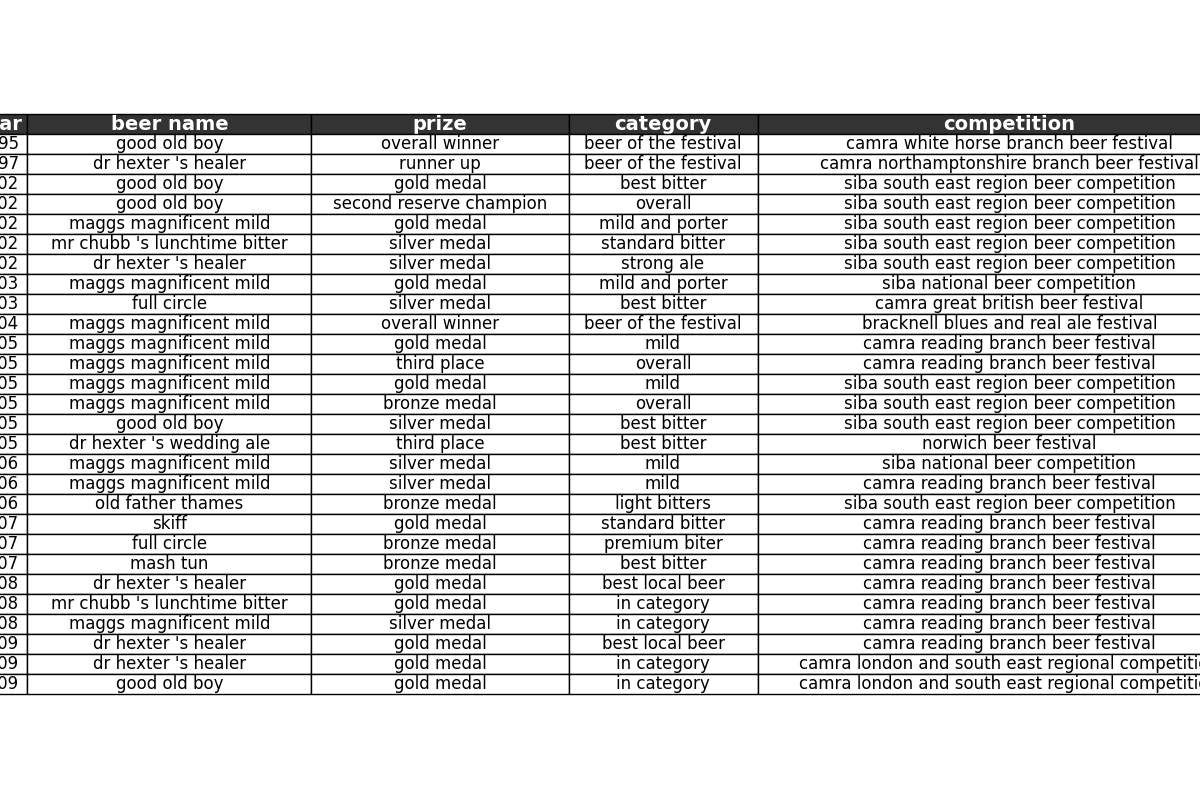 ar beer name prize category competition
95 good old boy overall winner beer of the festival camra white horse branch beer festival
97 dr hexter 's healer runner up beer of the festival camra northamptonshire branch beer festival
02 good old boy gold medal best bitter siba south east region beer competition
02 good old boy second reserve champion overall siba south east region beer competition
02 maggs magnificent mild gold medal mild and porter siba south east region beer competition
02 mr chubb 's lunchtime bitter silver medal standard bitter siba south east region beer competition
02 dr hexter 's healer silver medal strong ale siba south east region beer competition
03 maggs magnificent mild gold medal mild and porter siba national beer competition
03 full circle silver medal best bitter camra great british beer festival
04 maggs magnificent mild overall winner beer of the festival bracknell blues and real ale festival
05 maggs magnificent mild gold medal mild camra reading branch beer festival
05 maggs magnificent mild third place overall camra reading branch beer festival
05 maggs magnificent mild gold medal mild siba south east region beer competition
05 maggs magnificent mild bronze medal overall siba south east region beer competition
05 good old boy silver medal best bitter siba south east region beer competition
05 dr hexter 's wedding ale third place best bitter norwich beer festival
06 maggs magnificent mild silver medal mild siba national beer competition
06 maggs magnificent mild silver medal mild camra reading branch beer festival
06 old father thames bronze medal light bitters siba south east region beer competition
07 skiff gold medal standard bitter camra reading branch beer festival
07 full circle bronze medal premium biter camra reading branch beer festival
07 mash tun bronze medal best bitter camra reading branch beer festival
08 dr hexter 's healer gold medal best local beer camra reading branch beer festival
08 mr chubb 's lunchtime bitter gold medal in category camra reading branch beer festival
08 maggs magnificent mild silver medal in category camra reading branch beer festival
09 dr hexter 's healer gold medal best local beer camra reading branch beer festival
09 dr hexter 's healer gold medal in category camra london and south east regional competiti
09 good old boy gold medal in category camra london and south east regional competiti